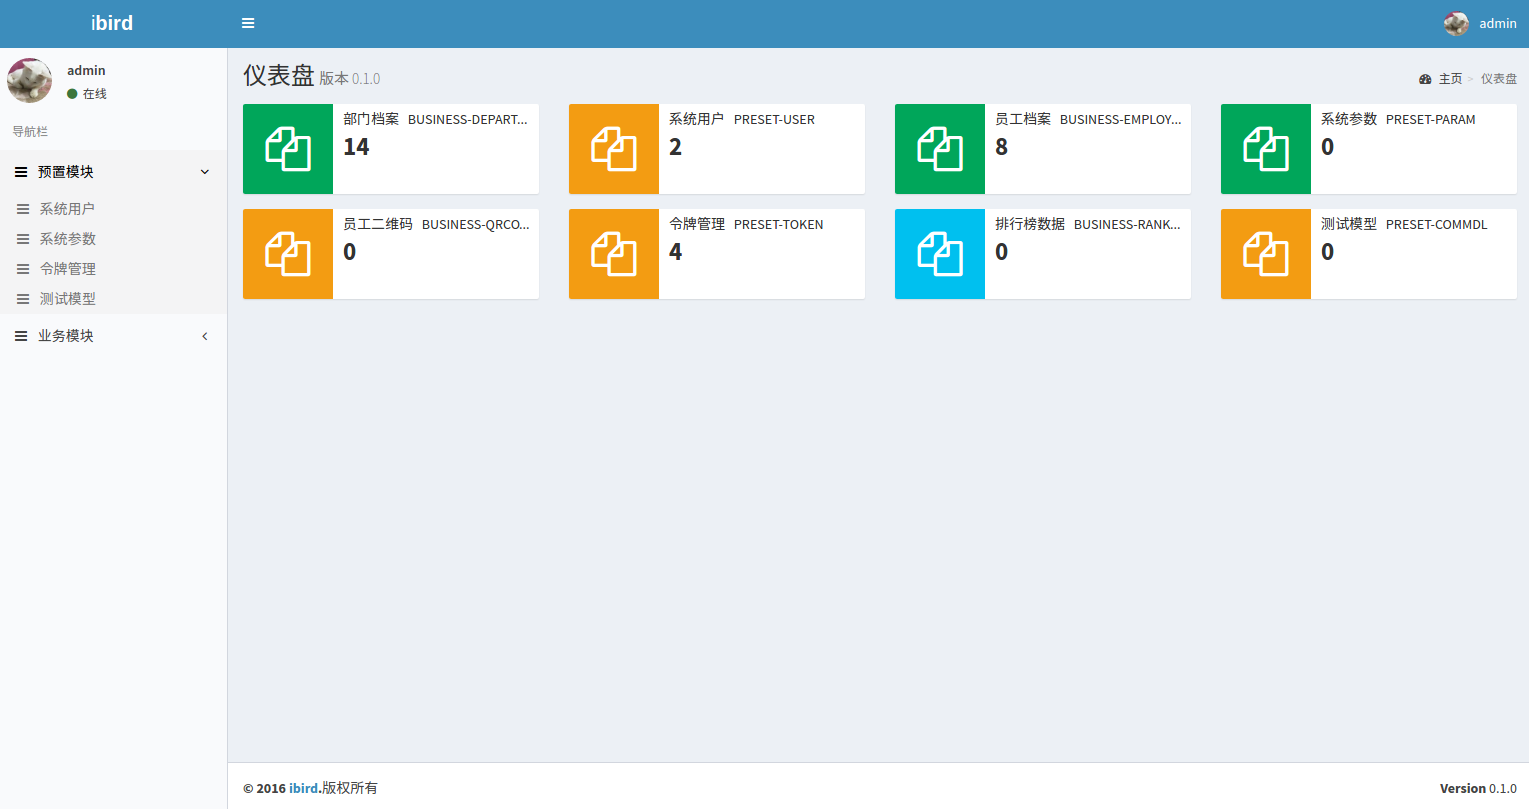 ibird
admin
admin
在线
导航栏
预置模块
系统用户
系统参数
令牌管理
测试模型
业务模块
仪表盘 版本 0.1.0
主页 > 仪表盘
部门档案 BUSINESS-DEPART...
14
系统用户 PRESET-USER
2
员工档案 BUSINESS-EMPLOY...
8
系统参数 PRESET-PARAM
0
员工二维码 BUSINESS-QRCO...
0
令牌管理 PRESET-TOKEN
4
排行榜数据 BUSINESS-RANK...
0
测试模型 PRESET-COMMDL
0
© 2016 ibird.版权所有
Version 0.1.0